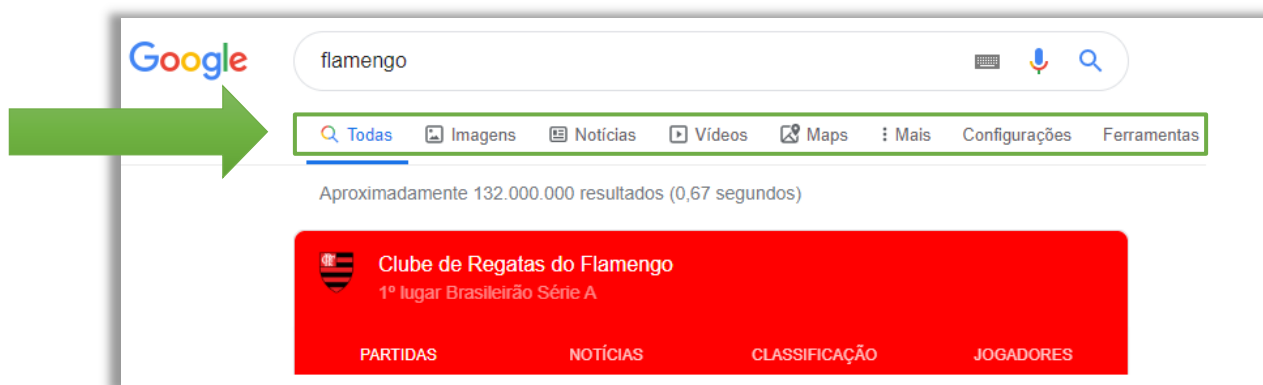 Google flamengo
Todas Imagens Notícias Vídeos Maps Mais Configurações Ferramentas
Aproximadamente 132.000.000 resultados (0,67 segundos)
Clube de Regatas do Flamengo
1º lugar Brasileirão Série A
PARTIDAS NOTÍCIAS CLASSIFICAÇÃO JOGADORES